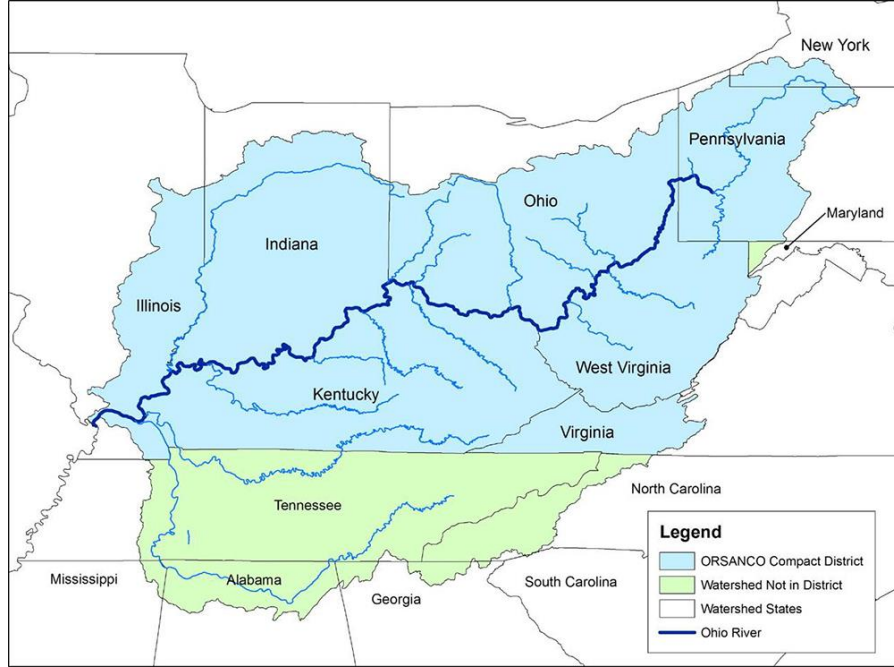 New York
Pennsylvania
Ohio
Maryland
Indiana
Illinois
West Virginia
Kentucky
Virginia
Tennessee
North Carolina
Mississippi
Alabama
Georgia
South Carolina
Legend
ORSANCO Compact District
Watershed Not in District
Watershed States
Ohio River